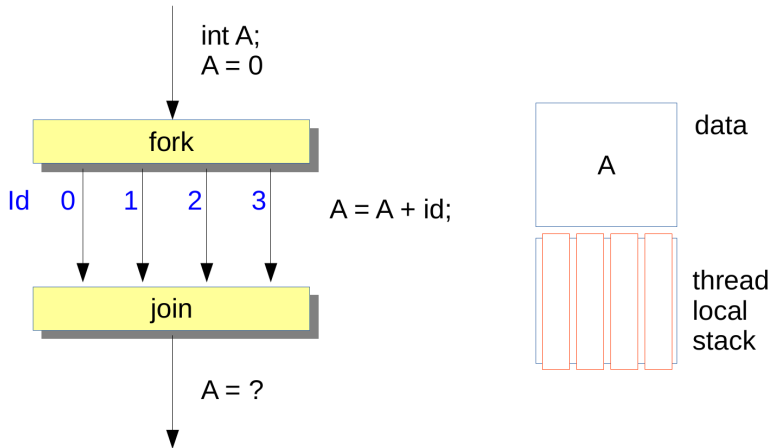 int A;
A = 0
fork
Id 0 1 2 3
A = A + id;
join
A = ?
data
A
thread
local
stack